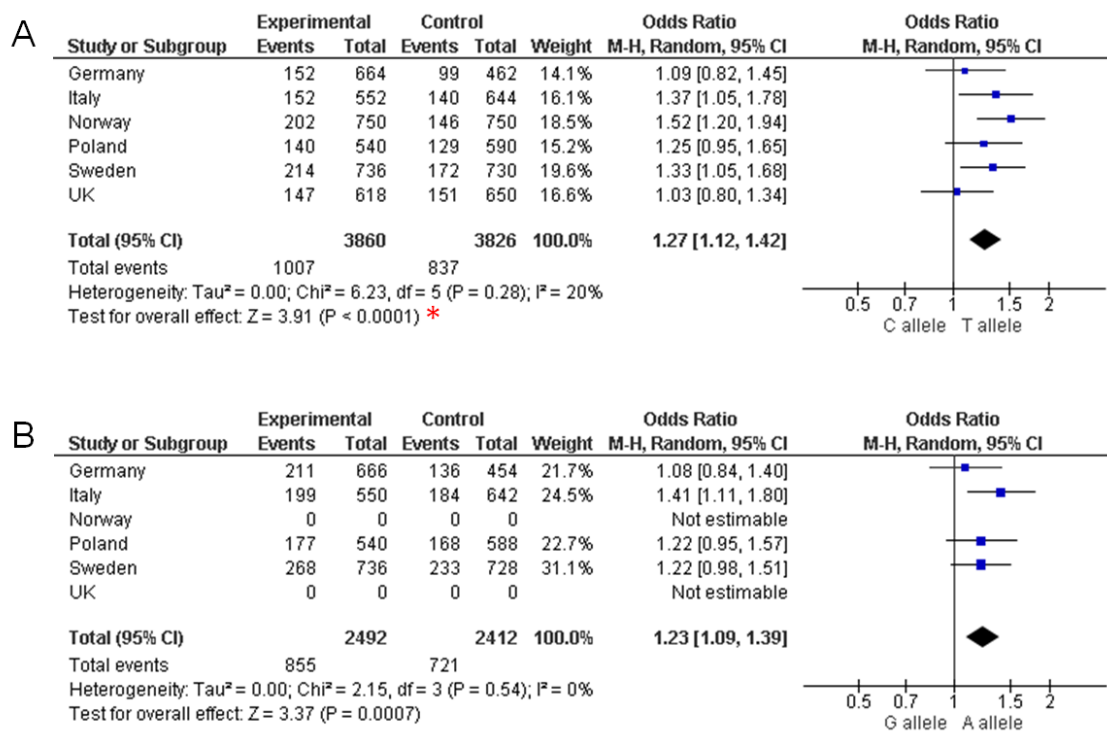 A
Experimental Control Odds Ratio Odds Ratio
Study or Subgroup Events Total Events Total Weight M-H, Random, 95% CI M-H, Random, 95% CI
Germany 152 664 99 462 14.1% 1.09 [0.82, 1.45]
Italy 152 552 140 644 16.1% 1.37 [1.05, 1.78]
Norway 202 750 146 750 18.5% 1.52 [1.20, 1.94]
Poland 140 540 129 590 15.2% 1.25 [0.95, 1.65]
Sweden 214 736 172 730 19.6% 1.33 [1.05, 1.68]
UK 147 618 151 650 16.6% 1.03 [0.80, 1.34]
Total (95% CI) 3860 3826 100.0% 1.27 [1.12, 1.42]
Total events 1007 837
Heterogeneity: Tau² = 0.00; Chi² = 6.23, df = 5 (P = 0.28); I² = 20%
Test for overall effect: Z = 3.91 (P < 0.0001) *
0.5 0.7 1 1.5 2
C allele T allele
B
Experimental Control Odds Ratio Odds Ratio
Study or Subgroup Events Total Events Total Weight M-H, Random, 95% CI M-H, Random, 95% CI
Germany 211 666 136 454 21.7% 1.08 [0.84, 1.40]
Italy 199 550 184 642 24.5% 1.41 [1.11, 1.80]
Norway 0 0 0 0 Not estimable
Poland 177 540 168 588 22.7% 1.22 [0.95, 1.57]
Sweden 268 736 233 728 31.1% 1.22 [0.98, 1.51]
UK 0 0 0 0 Not estimable
Total (95% CI) 2492 2412 100.0% 1.23 [1.09, 1.39]
Total events 855 721
Heterogeneity: Tau² = 0.00; Chi² = 2.15, df = 3 (P = 0.54); I² = 0%
Test for overall effect: Z = 3.37 (P = 0.0007)
0.5 0.7 1 1.5 2
G allele A allele